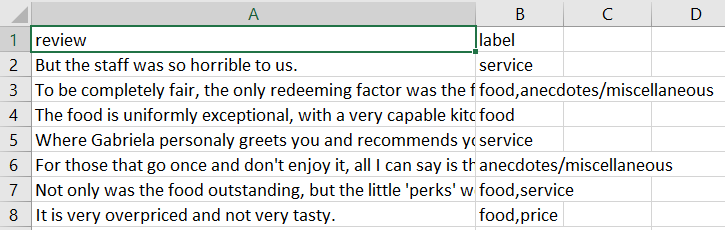 A B C D
1 review label
2 But the staff was so horrible to us. service
3 To be completely fair, the only redeeming factor was the f food,anecdotes/miscellaneous
4 The food is uniformly exceptional, with a very capable kitc food
5 Where Gabriela personaly greets you and recommends yo service
6 For those that go once and don't enjoy it, all I can say is th anecdotes/miscellaneous
7 Not only was the food outstanding, but the little 'perks' w food,service
8 It is very overpriced and not very tasty. food,price